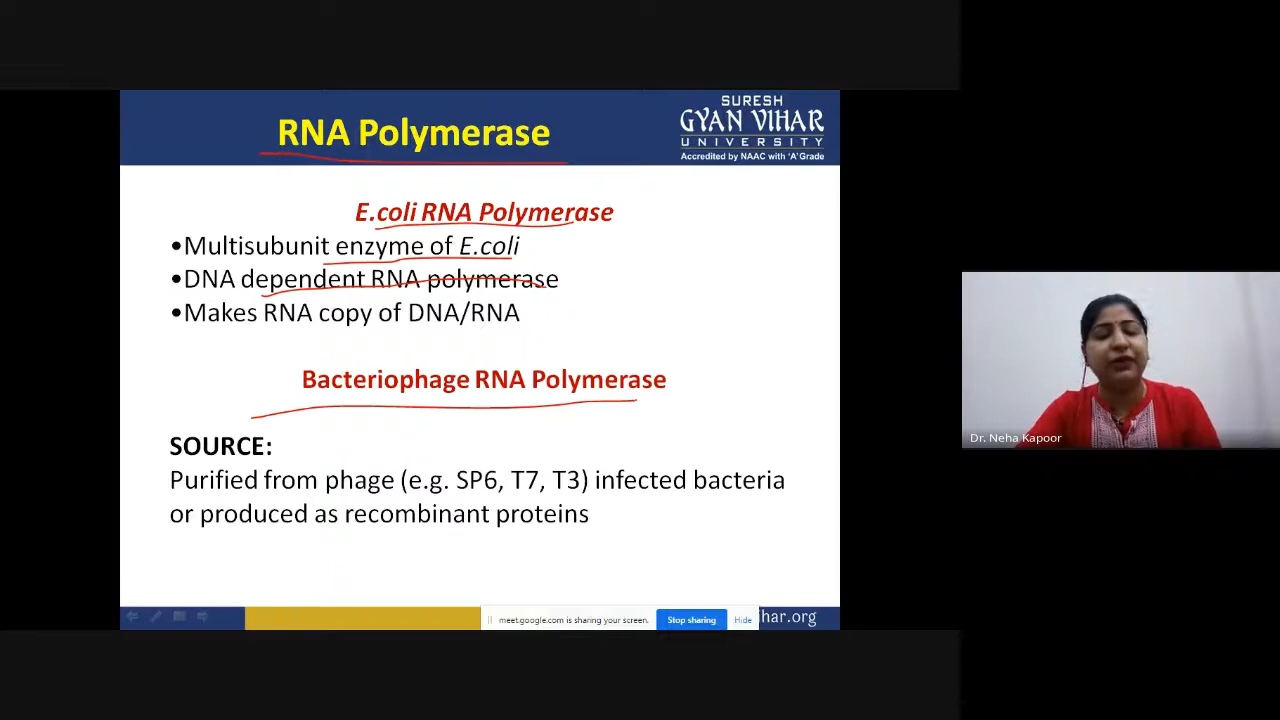 RNA Polymerase
SURESH
GYAN VIHAR
UNIVERSITY
Accredited by NAAC with 'A' Grade
E.coli RNA Polymerase
•Multisubunit enzyme of E.coli
•DNA dependent RNA polymerase
•Makes RNA copy of DNA/RNA
Bacteriophage RNA Polymerase
SOURCE:
Purified from phage (e.g. SP6, T7, T3) infected bacteria
or produced as recombinant proteins
Dr. Neha Kapoor
meet.google.com is sharing your screen.
Stop sharing
Hide
har.org